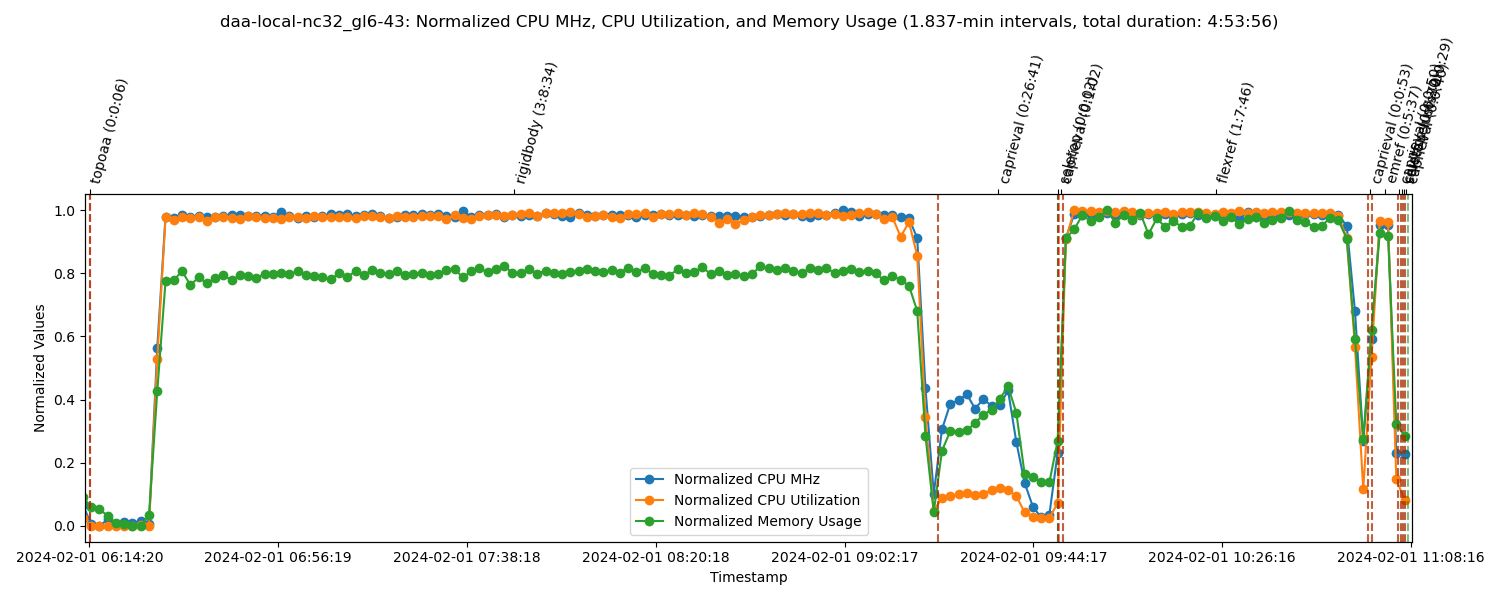 daa-local-nc32_gl6-43: Normalized CPU MHz, CPU Utilization, and Memory Usage (1.837-min intervals, total duration: 4:53:56)
topoaa (0:0:06)
rigidbody (3:8:34)
caprieval (0:26:41)
caprieval (0:1:02)
flexref (1:7:46)
caprieval (0:0:53)
emref (0:5:37)
Normalized Values
1.0
0.8
0.6
0.4
0.2
0.0
Normalized CPU MHz
Normalized CPU Utilization
Normalized Memory Usage
2024-02-01 06:14:20
2024-02-01 06:56:19
2024-02-01 07:38:18
2024-02-01 08:20:18
2024-02-01 09:02:17
2024-02-01 09:44:17
2024-02-01 10:26:16
2024-02-01 11:08:16
Timestamp